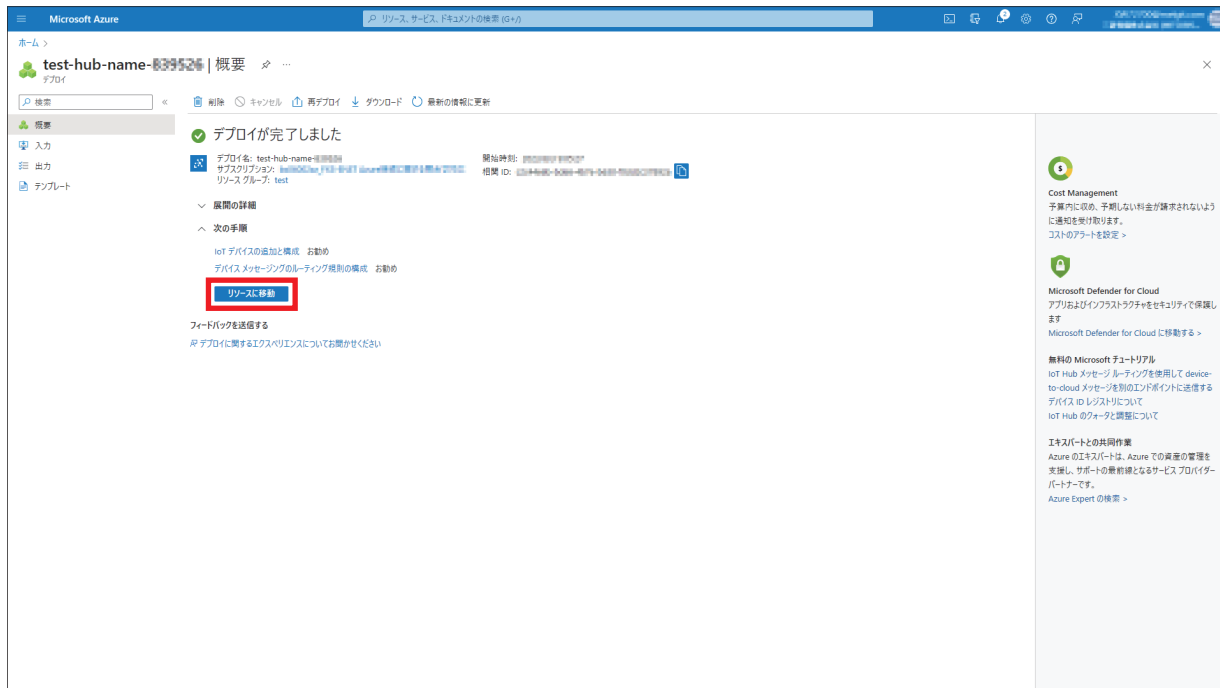 Microsoft Azure
リソース、サービス、ドキュメントの検索 (G+/)
2
ホーム >
test-hub-name- | 概要
デプロイ
検索
«
削除
キャンセル
再デプロイ
ダウンロード
最新の情報に更新
概要
入力
出力
テンプレート
デプロイが完了しました
デプロイ名: test-hub-name-
サブスクリプション:
リソース グループ: test
開始時刻:
相関 ID:
展開の詳細
次の手順
IoT デバイスの追加と構成 お勧め
デバイス メッセージングのルーティング規則の構成 お勧め
リソースに移動
フィードバックを送信する
デプロイに関するエクスペリエンスについてお聞かせください
Cost Management
予算内に収め、予期しない料金が請求されないよう
に通知を受け取ります。
コストのアラートを設定 >
Microsoft Defender for Cloud
アプリおよびインフラストラクチャをセキュリティで保護し
ます
Microsoft Defender for Cloud に移動する >
無料の Microsoft チュートリアル
IoT Hub メッセージ ルーティングを使用して device-
to-cloud メッセージを別のエンドポイントに送信する
デバイス ID レジストリについて
IoT Hub のクォータと調整について
エキスパートとの共同作業
Azure のエキスパートは、Azure での資産の管理を
支援し、サポートの最前線となるサービス プロバイダー
パートナーです。
Azure Expert の検索 >